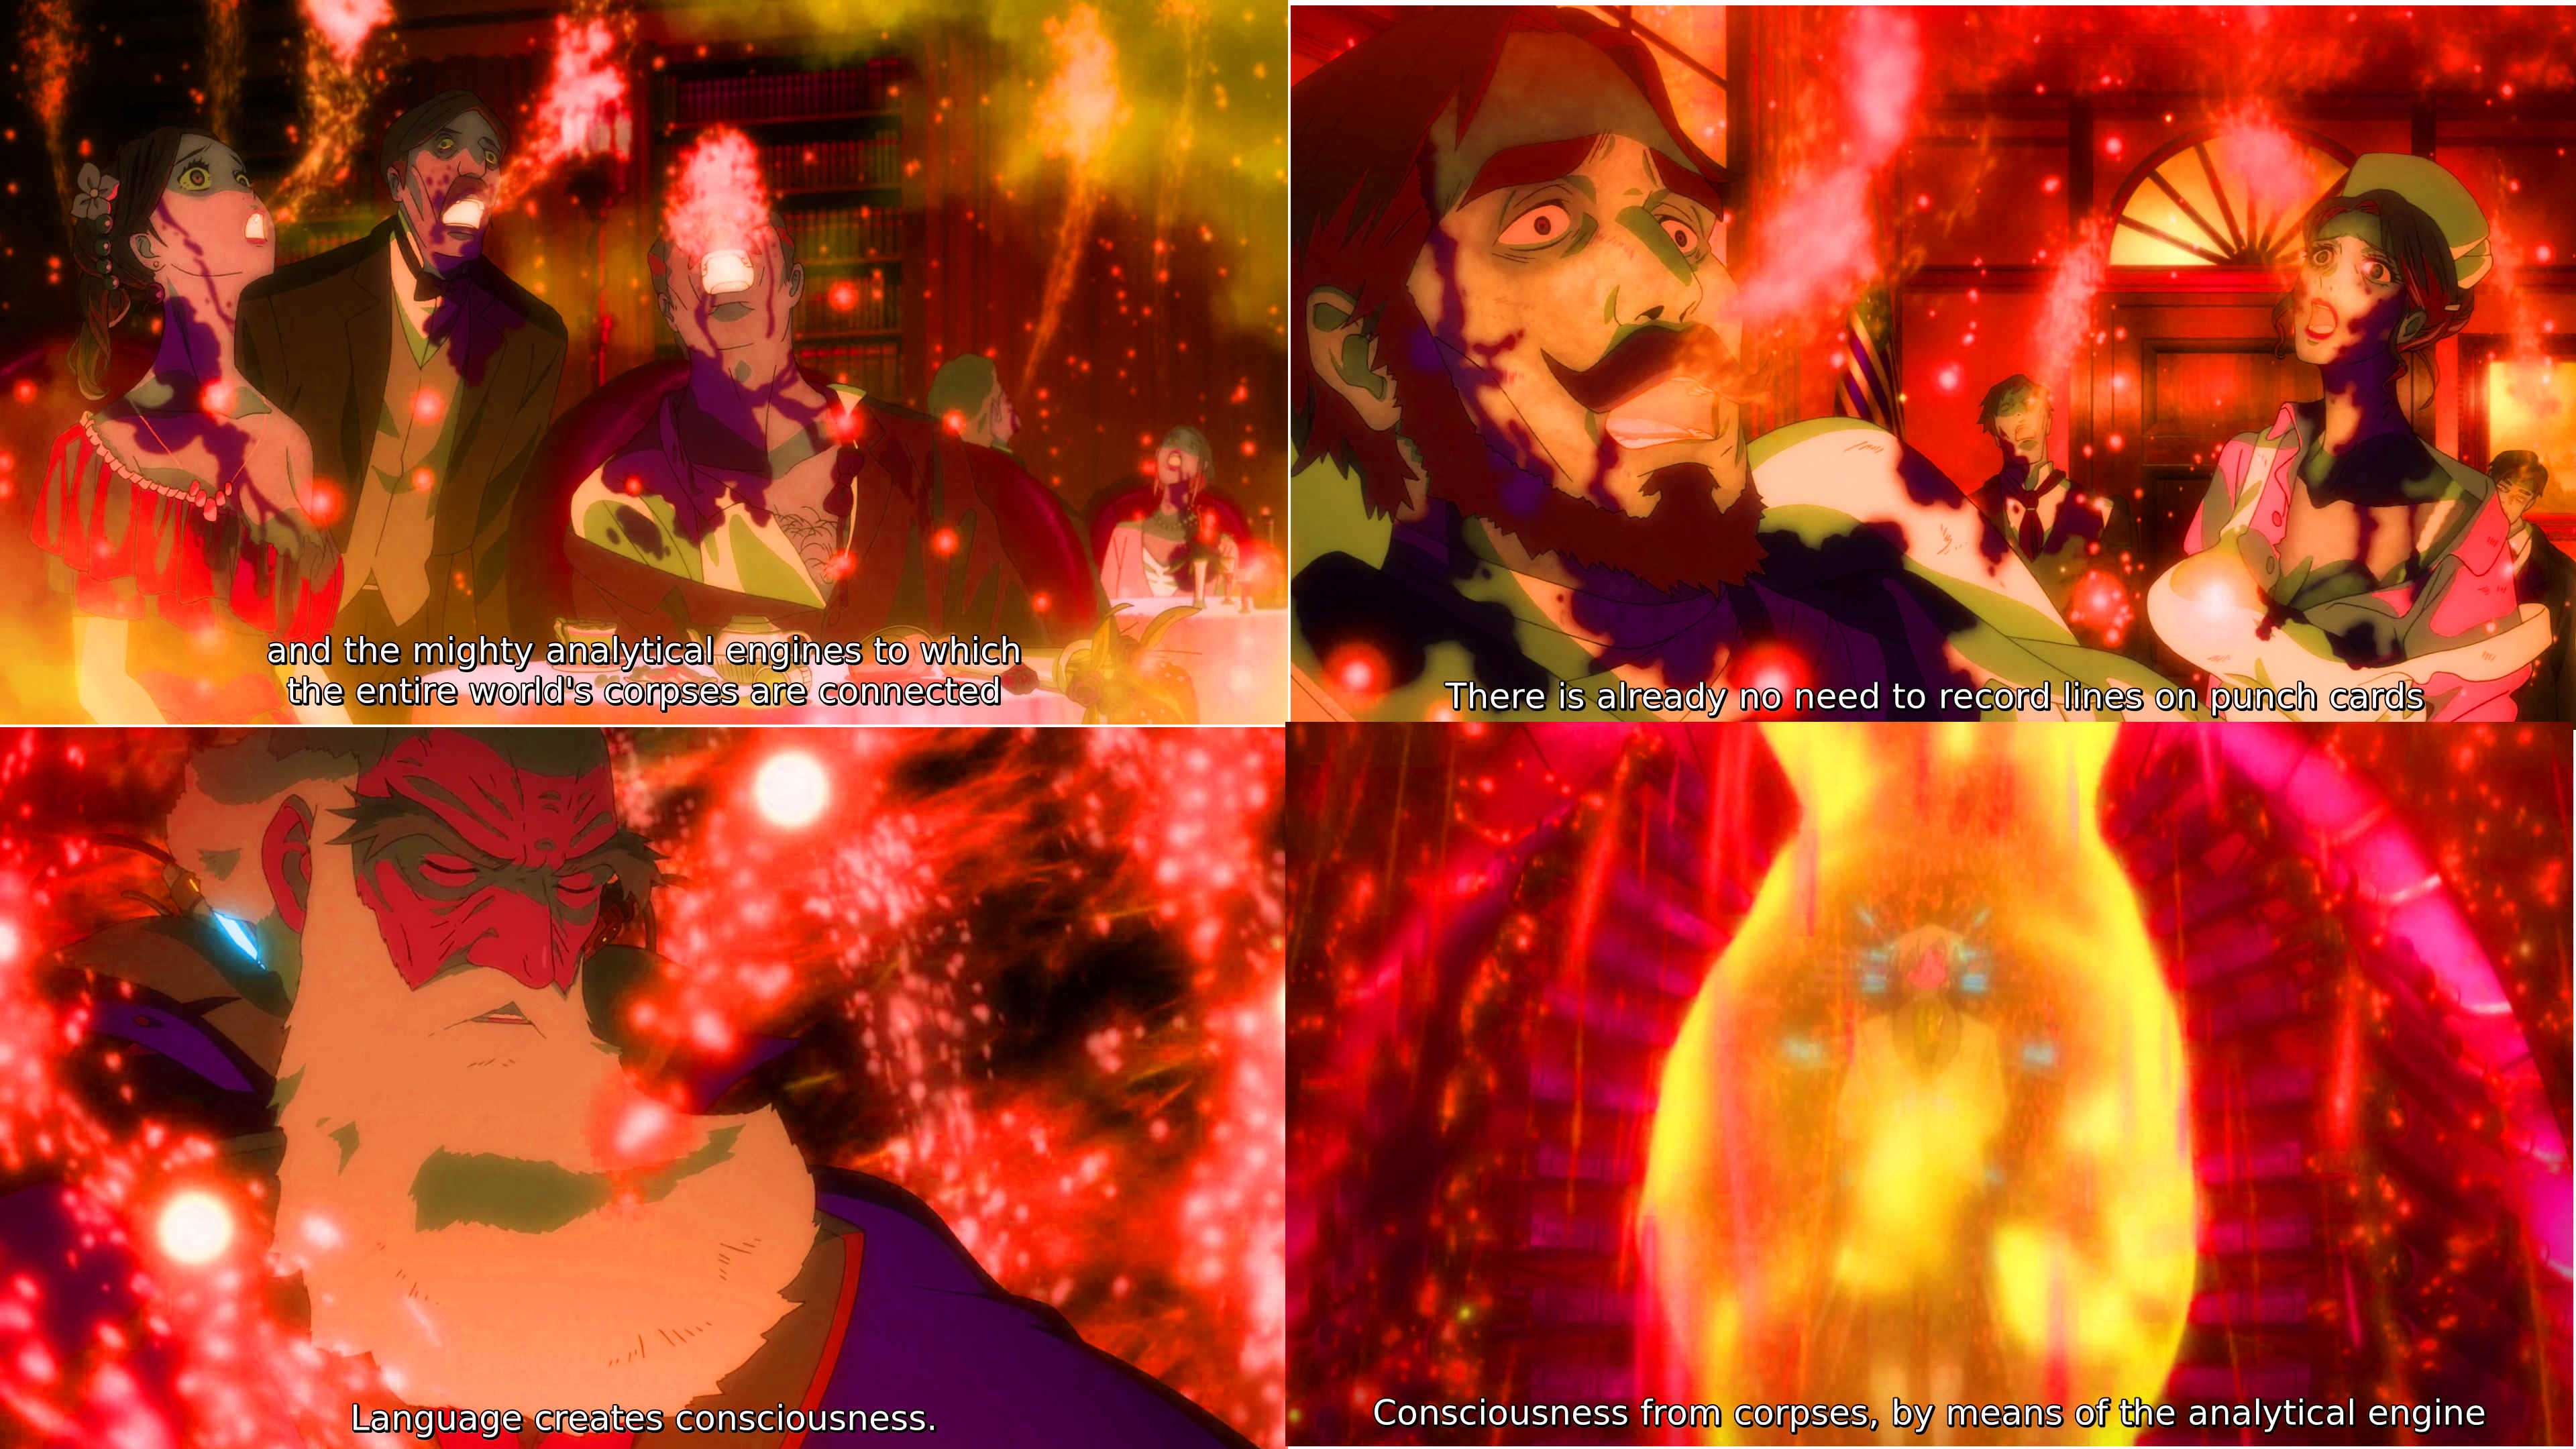 and the mighty analytical engines to which
the entire world's corpses are connected
There is already no need to record lines on punch cards
Language creates consciousness.
Consciousness from corpses, by means of the analytical engine